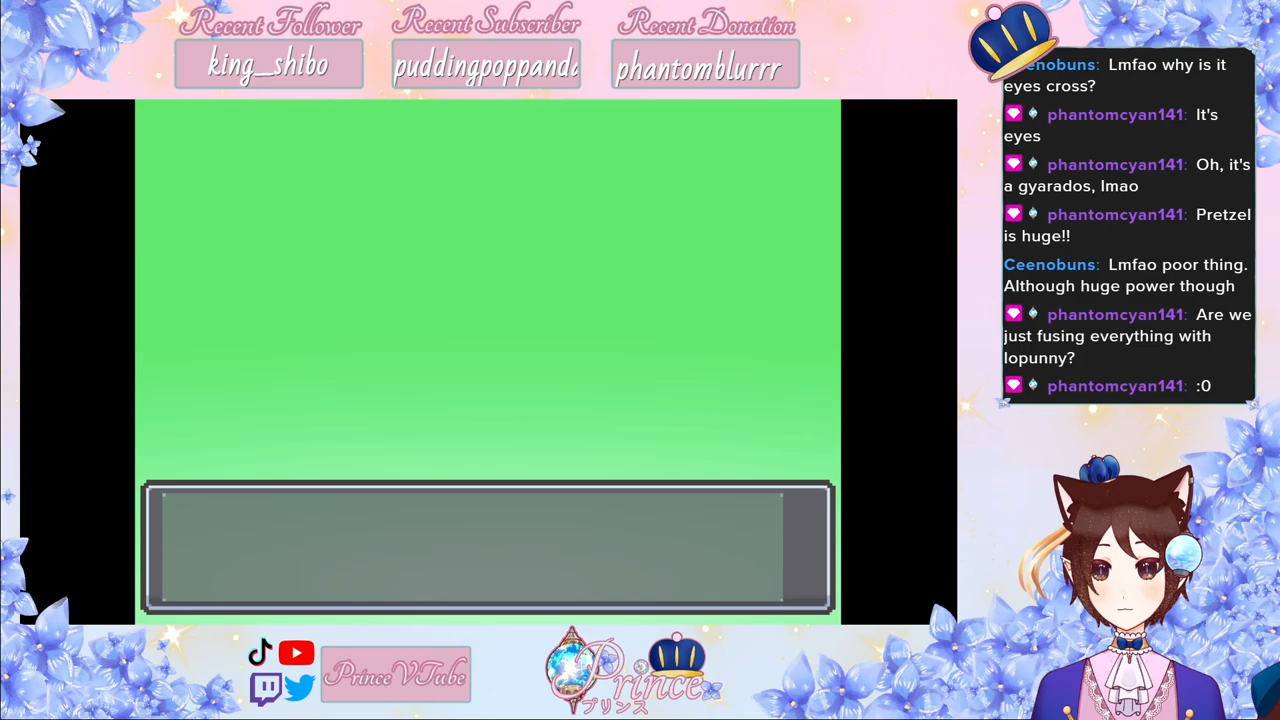 Recent Follower
king_shibo
Recent Subscriber
puddingpoppanda
Recent Donation
phantomblurrr
eenobuns: Lmfao why is it
eyes cross?
phantomcyan141: It's
eyes
phantomcyan141: Oh, it's
a gyarados, lmao
phantomcyan141: Pretzel
is huge!!
Ceenobuns: Lmfao poor thing.
Although huge power though
phantomcyan141: Are we
just fusing everything with
lopunny?
phantomcyan141: :0
Prince VTube
Prince
プリンス